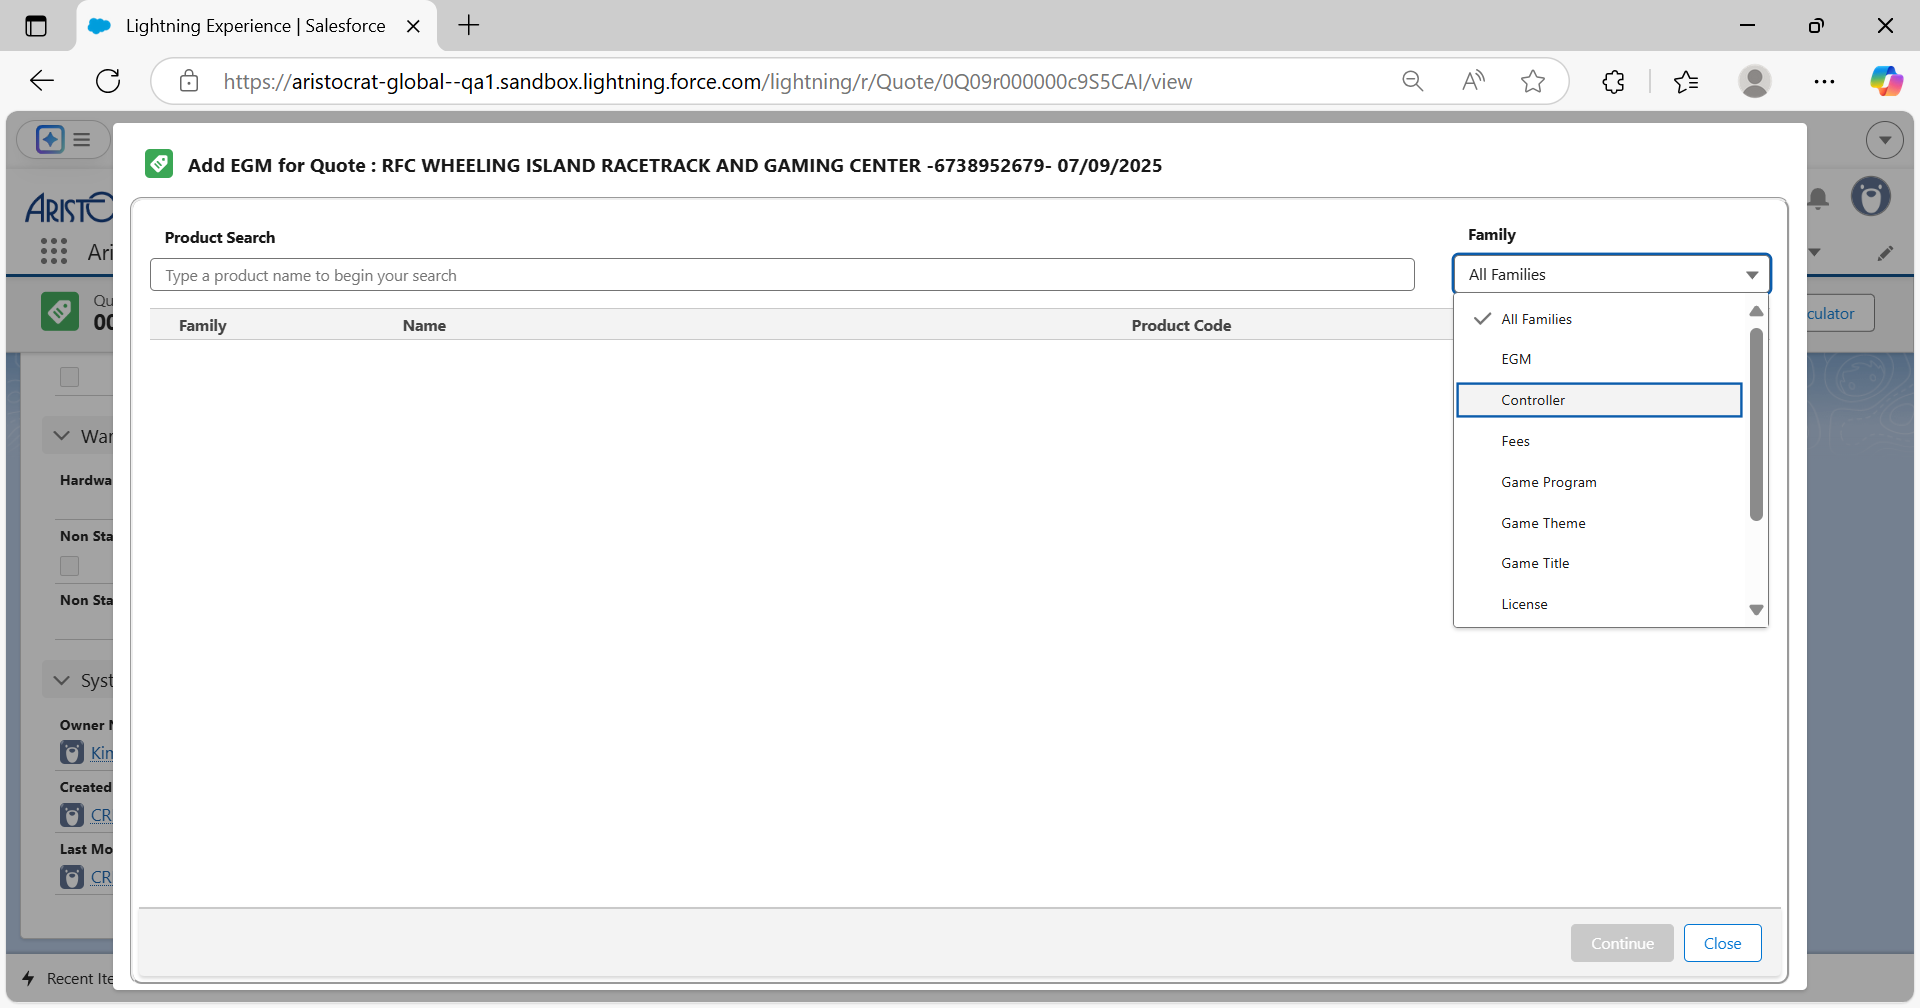 Lightning Experience | Salesforce
https://aristocrat-global--qa1.sandbox.lightning.force.com/lightning/r/Quote/0Q09r000000c9S5CAI/view
Add EGM for Quote : RFC WHEELING ISLAND RACETRACK AND GAMING CENTER -6738952679- 07/09/2025
ARISTO
Ari
Qu
00
culator
Product Search
Type a product name to begin your search
Family
All Families
Family Name Product Code
All Families
EGM
Controller
Fees
Game Program
Game Theme
Game Title
License
War
Hardwa
Non Sta
Non Sta
Syst
Owner N
Kin
Created
CR
Last Mo
CR
Continue
Close
Recent Ite